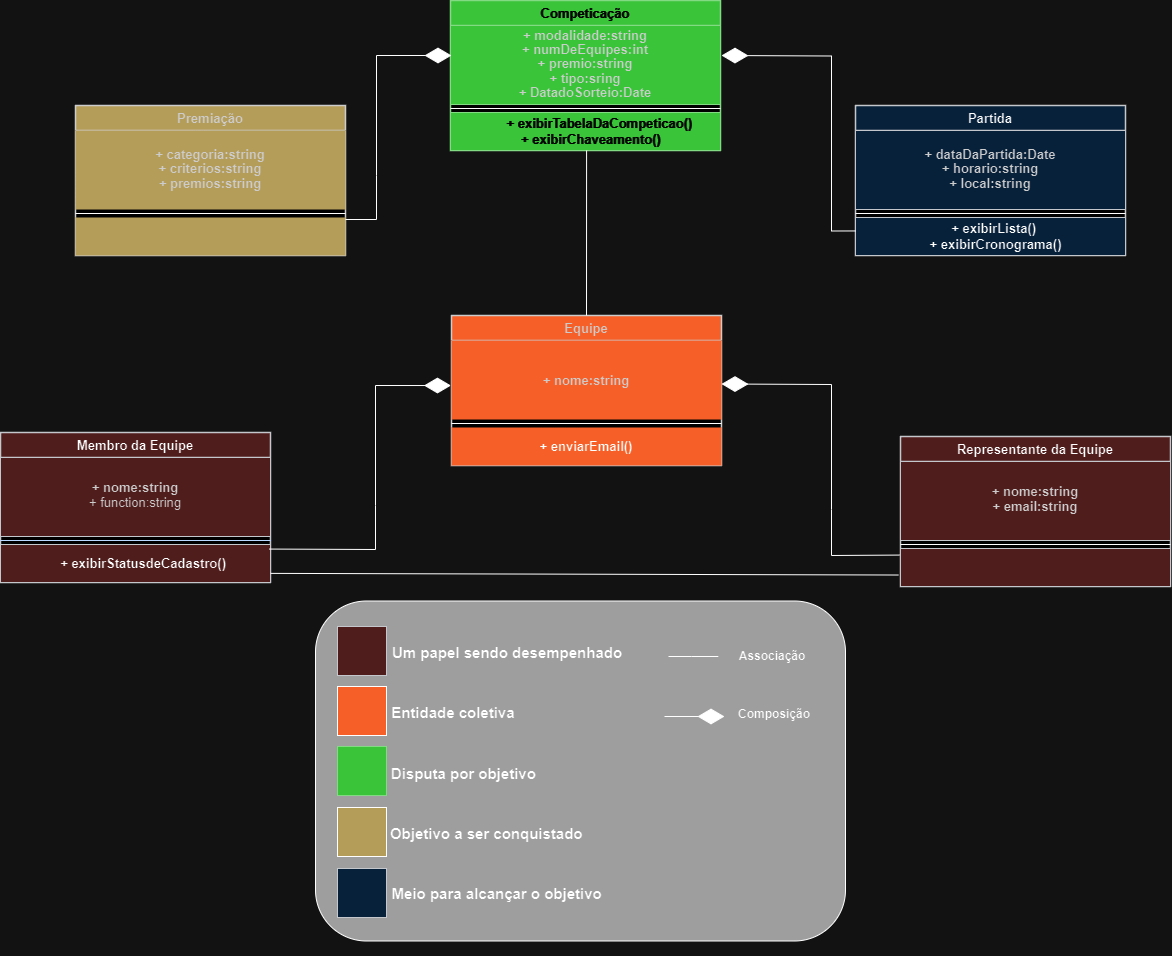 Competicação
+ modalidade:string
+ numDeEquipes:int
+ premio:string
+ tipo:sring
+ DatadoSorteio:Date
+ exibirTabelaDaCompeticao()
+ exibirChaveamento()
Premiação
+ categoria:string
+ criterios:string
+ premios:string
Partida
+ dataDaPartida:Date
+ horario:string
+ local:string
+ exibirLista()
+ exibirCronograma()
Equipe
+ nome:string
+ enviarEmail()
Membro da Equipe
+ nome:string
+ function:string
+ exibirStatusdeCadastro()
Representante da Equipe
+ nome:string
+ email:string
Um papel sendo desempenhado
Associação
Entidade coletiva
Composição
Disputa por objetivo
Objetivo a ser conquistado
Meio para alcançar o objetivo